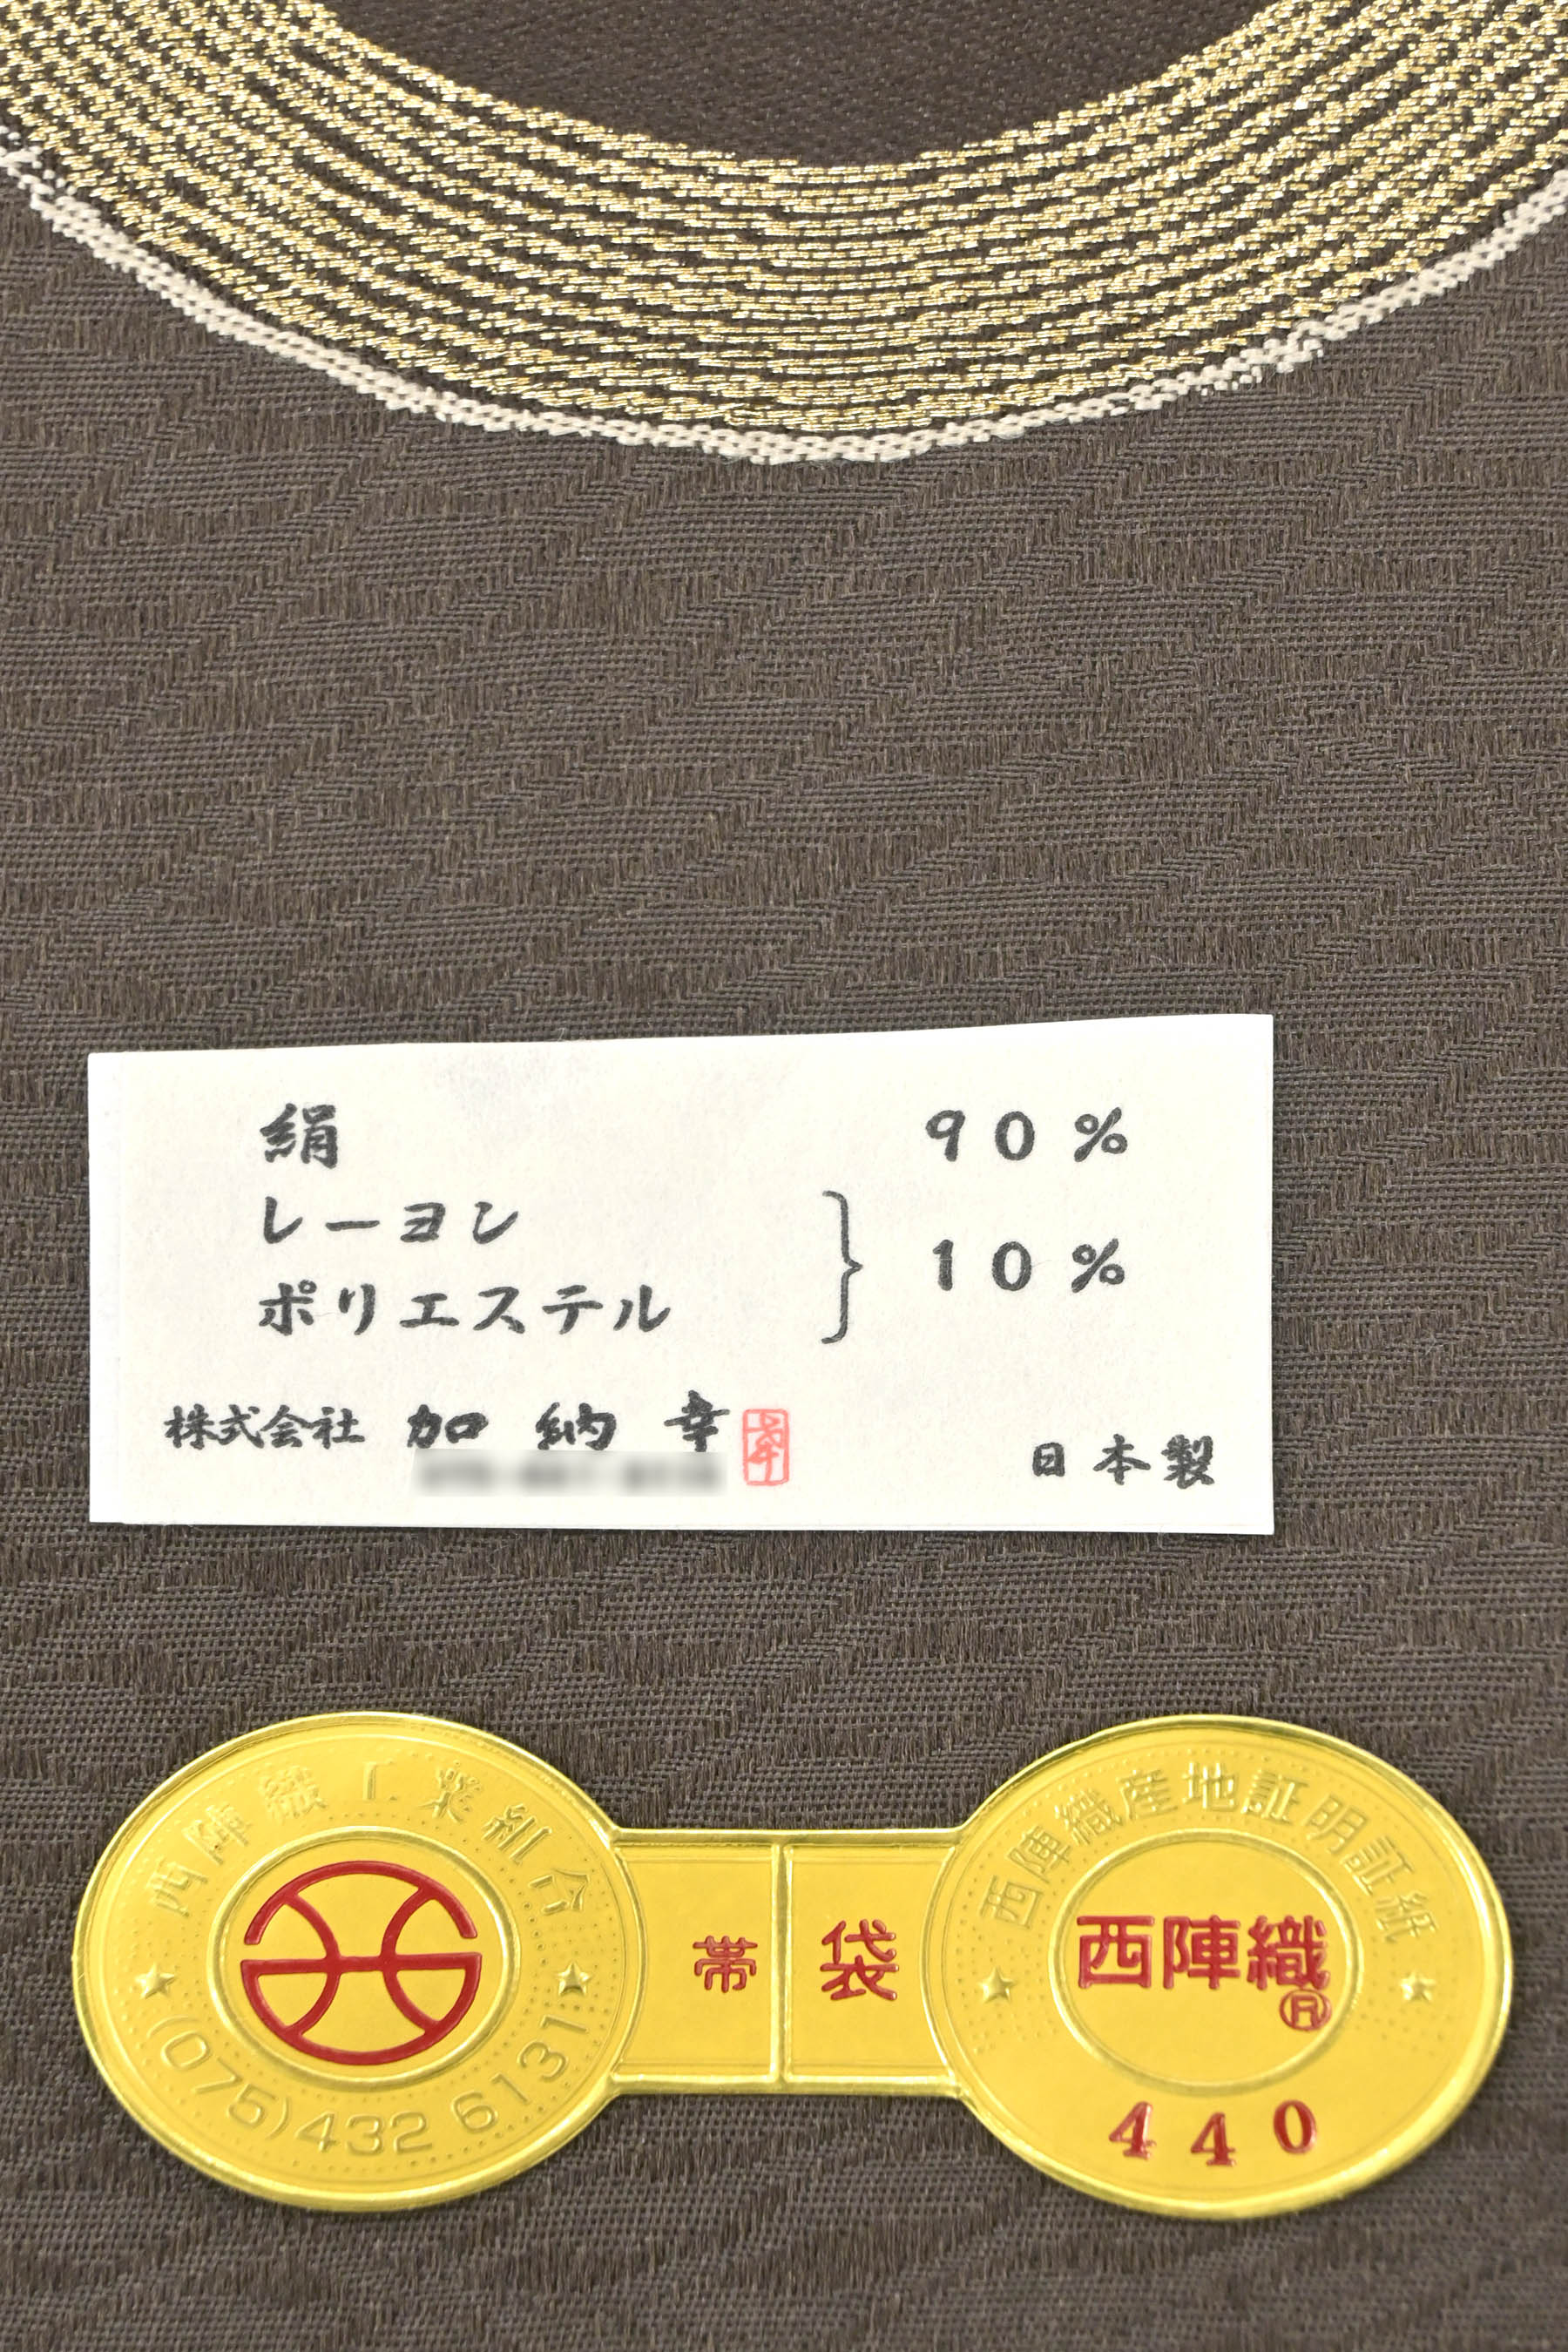 絹 90%
レーヨン
ポリエステル } 10%
株式会社 加納幸
日本製
西陣織工業組合
(075)432 6131
帯 袋
西陣織産地証明証紙
西陣織®
440